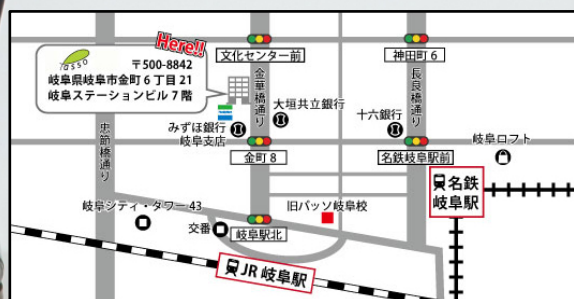 Here!!
tasso
〒500-8842
岐阜県岐阜市金町6丁目21
岐阜ステーションビル7階
文化センター前
神田町6
金華橋通り
長良橋通り
忠節橋通り
大垣共立銀行
十六銀行
みずほ銀行
岐阜支店
金町8
名鉄岐阜駅前
岐阜ロフト
名鉄
岐阜駅
岐阜シティ・タワー43
交番
岐阜駅北
旧パッソ岐阜校
JR岐阜駅